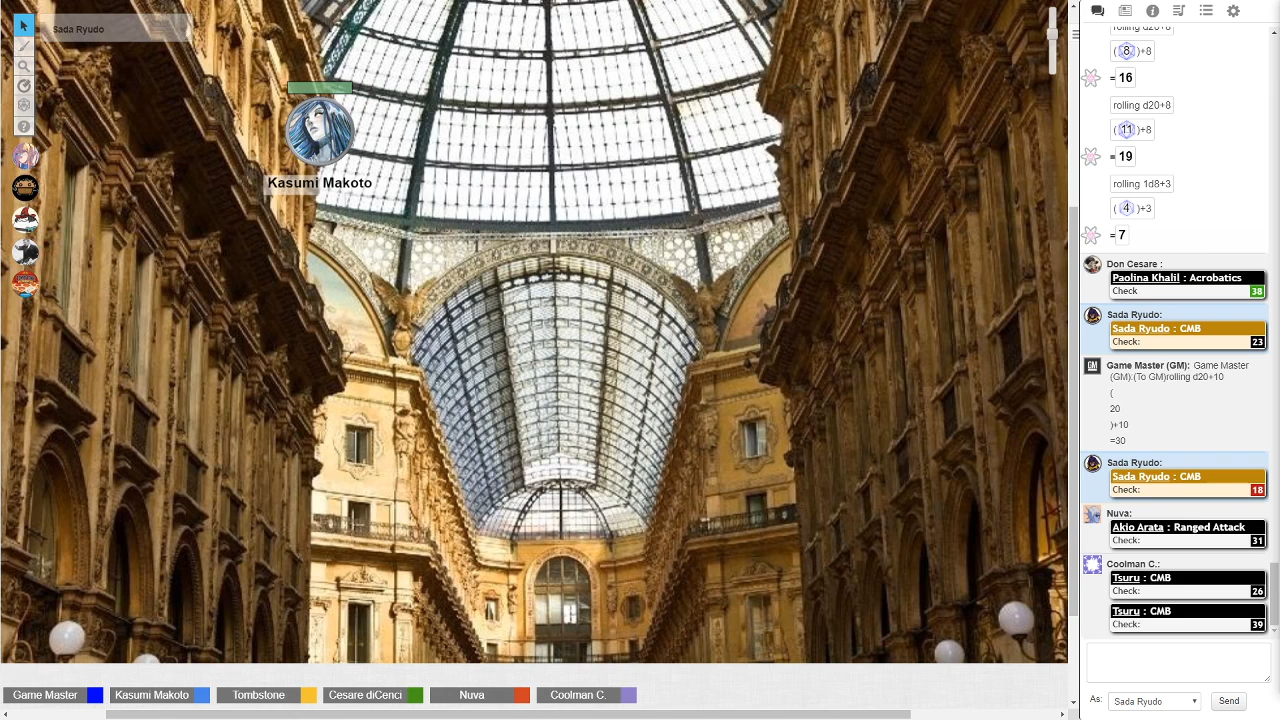 Sada Ryudo
Kasumi Makoto
Game Master
Kasumi Makoto
Tombstone
Cesare diCenci
Nuva
Coolman C.
rolling d20+8
(8)+8
=16
rolling d20+8
(11)+8
=19
rolling 1d8+3
(4)+3
=7
Don Cesare :
Paolina Khalil : Acrobatics
Check 38
Sada Ryudo:
Sada Ryudo : CMB
Check: 23
Game Master (GM): Game Master
(GM):(To GM)rolling d20+10
(
20
)+10
=30
Sada Ryudo:
Sada Ryudo : CMB
Check: 18
Nuva:
Akio Arata : Ranged Attack
Check: 31
Coolman C.:
Tsuru : CMB
Check: 26
Tsuru : CMB
Check: 39
As: Sada Ryudo Send